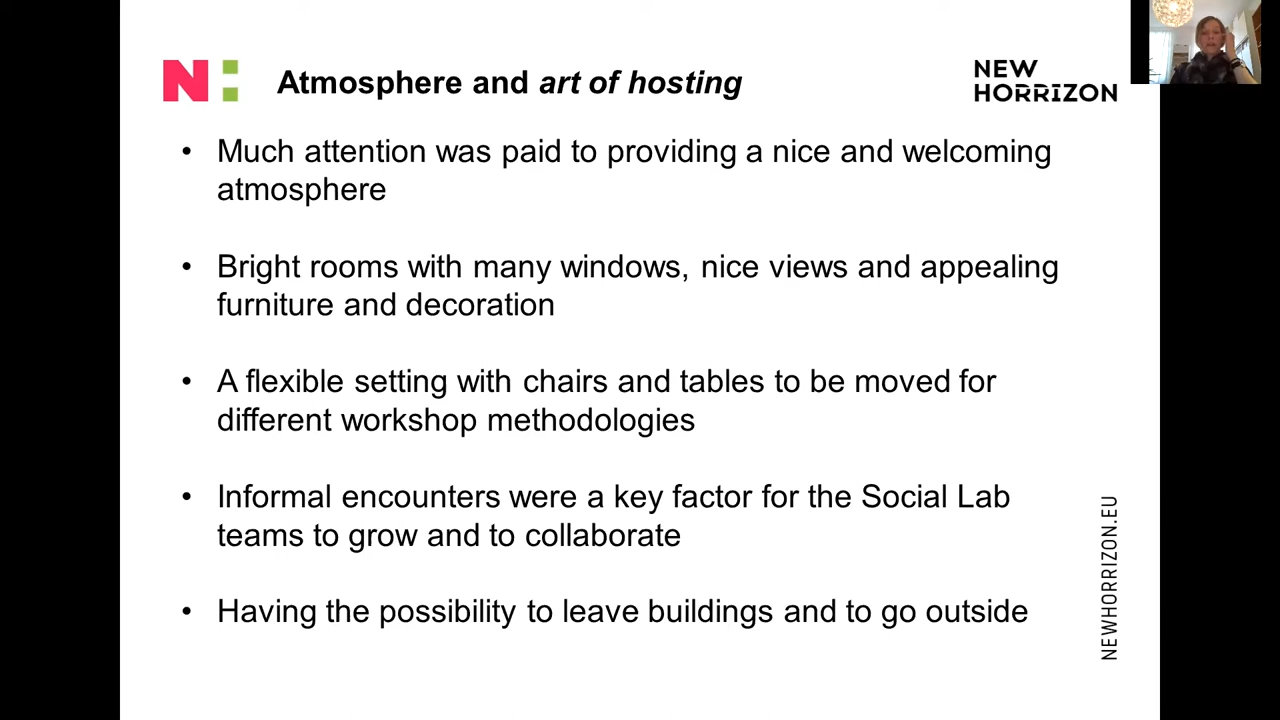 N:
Atmosphere and art of hosting
NEW
HORRIZON
• Much attention was paid to providing a nice and welcoming
atmosphere
• Bright rooms with many windows, nice views and appealing
furniture and decoration
• A flexible setting with chairs and tables to be moved for
different workshop methodologies
• Informal encounters were a key factor for the Social Lab
teams to grow and to collaborate
• Having the possibility to leave buildings and to go outside
NEWHORRIZON.EU